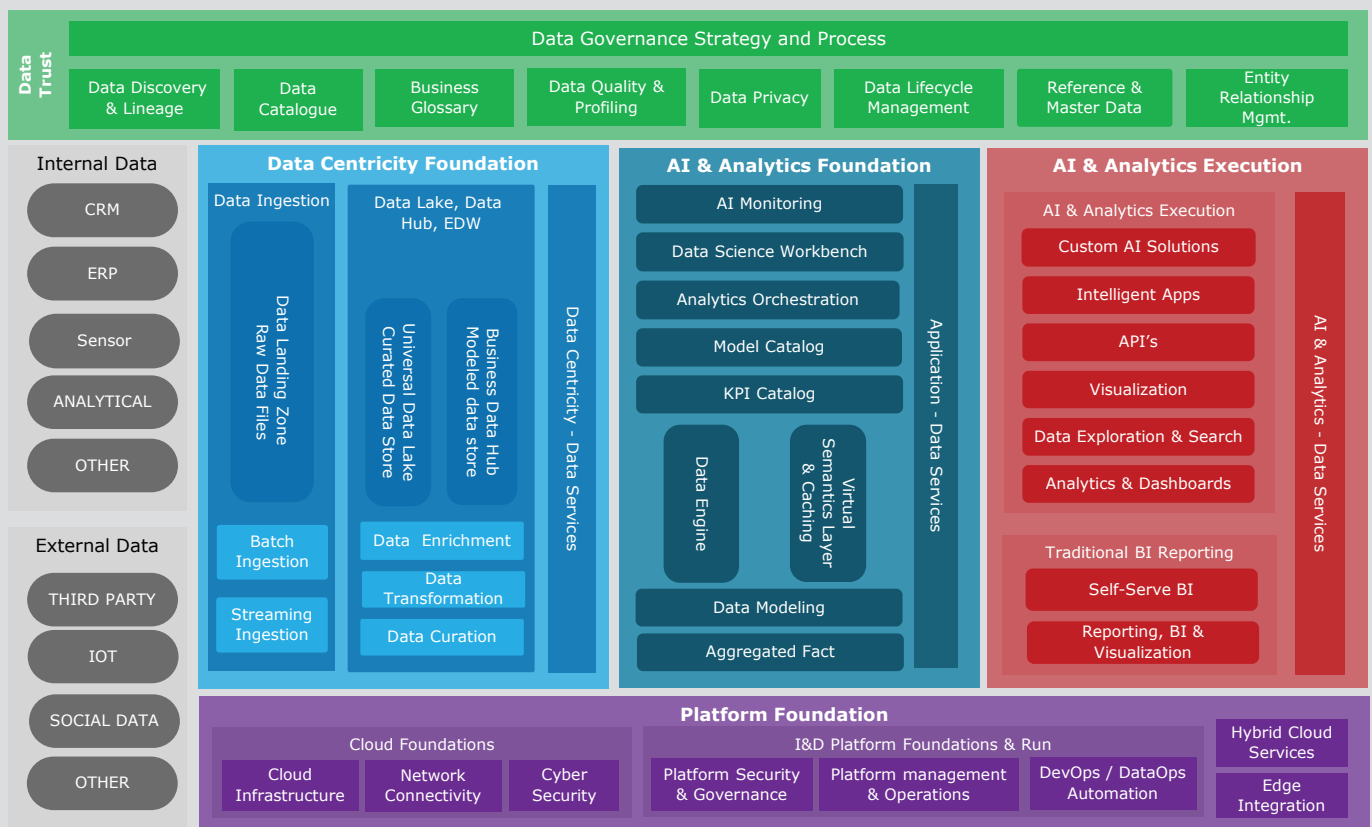 Data
Trust
Data Governance Strategy and Process
Data Discovery
& Lineage
Data
Catalogue
Business
Glossary
Data Quality &
Profiling
Data Privacy
Data Lifecycle
Management
Reference &
Master Data
Entity
Relationship
Mgmt.
Internal Data
CRM
ERP
Sensor
ANALYTICAL
OTHER
External Data
THIRD PARTY
IOT
SOCIAL DATA
OTHER
Data Centricity Foundation
Data Ingestion
Data Landing Zone
Raw Data Files
Batch
Ingestion
Streaming
Ingestion
Data Lake, Data
Hub, EDW
Universal Data Lake
Curated Data Store
Business Data Hub
Modeled data store
Data Enrichment
Data
Transformation
Data Curation
Data Centricity - Data Services
AI & Analytics Foundation
AI Monitoring
Data Science Workbench
Analytics Orchestration
Model Catalog
KPI Catalog
Data Engine
Virtual
Semantics Layer
& Caching
Data Modeling
Aggregated Fact
Application - Data Services
AI & Analytics Execution
AI & Analytics Execution
Custom AI Solutions
Intelligent Apps
API’s
Visualization
Data Exploration & Search
Analytics & Dashboards
Traditional BI Reporting
Self-Serve BI
Reporting, BI &
Visualization
AI & Analytics - Data Services
Platform Foundation
Cloud Foundations
Cloud
Infrastructure
Network
Connectivity
Cyber
Security
I&D Platform Foundations & Run
Platform Security
& Governance
Platform management
& Operations
DevOps / DataOps
Automation
Hybrid Cloud
Services
Edge
Integration